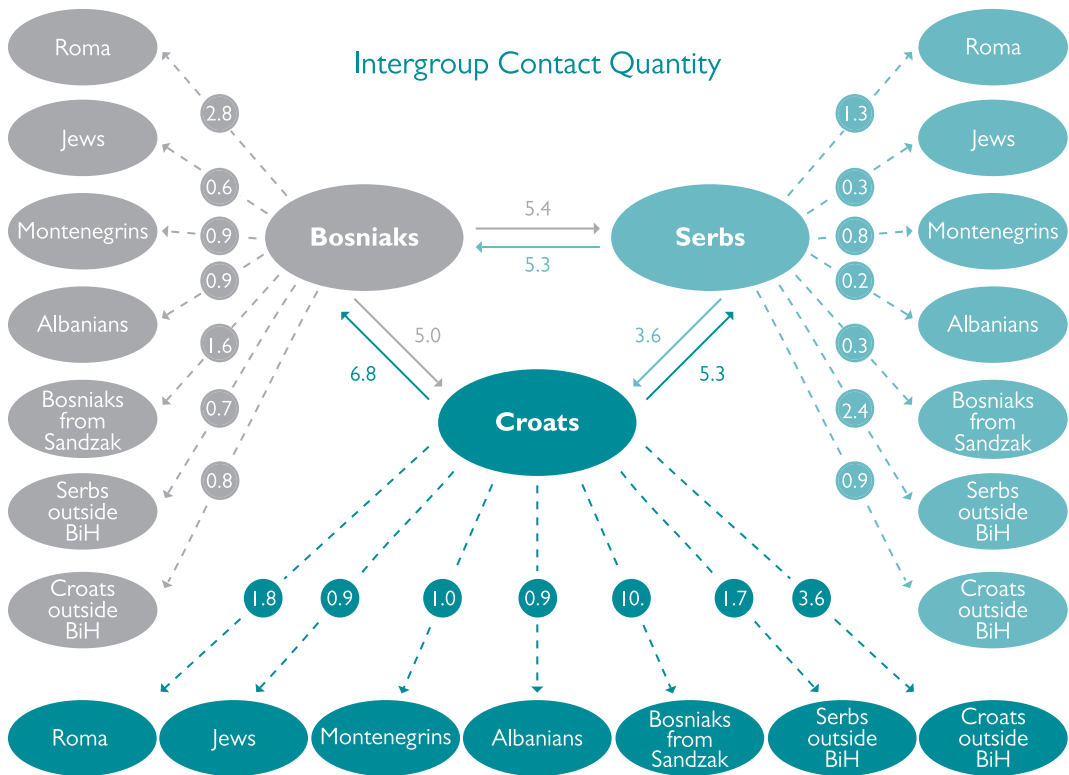 Intergroup Contact Quantity
Roma
Jews
Montenegrins
Albanians
Bosniaks
from
Sandzak
Serbs
outside
BiH
Croats
outside
BiH
2.8
0.6
0.9
0.9
1.6
0.7
0.8
Bosniaks
5.4
5.3
Serbs
5.0
6.8
3.6
5.3
Croats
1.3
0.3
0.8
0.2
0.3
2.4
0.9
Roma
Jews
Montenegrins
Albanians
Bosniaks
from
Sandzak
Serbs
outside
BiH
Croats
outside
BiH
1.8
0.9
1.0
0.9
10.
1.7
3.6
Roma
Jews
Montenegrins
Albanians
Bosniaks
from
Sandzak
Serbs
outside
BiH
Croats
outside
BiH